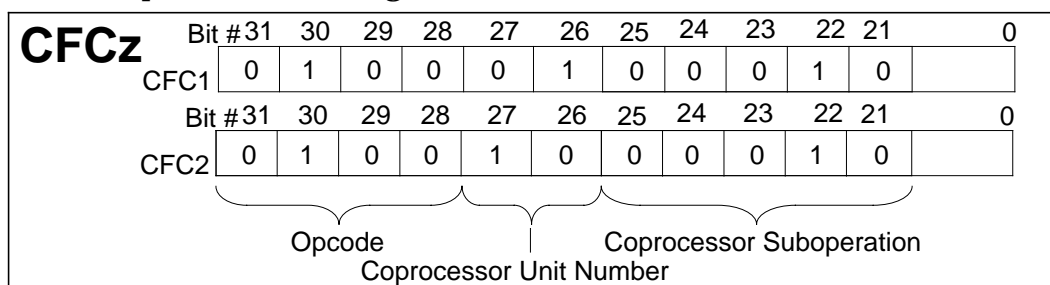 CFCz
Bit # 31 30 29 28 27 26 25 24 23 22 21 0
CFC1 0 1 0 0 0 1 0 0 0 1 0
Bit # 31 30 29 28 27 26 25 24 23 22 21 0
CFC2 0 1 0 0 1 0 0 0 0 1 0
Opcode Coprocessor Suboperation
Coprocessor Unit Number